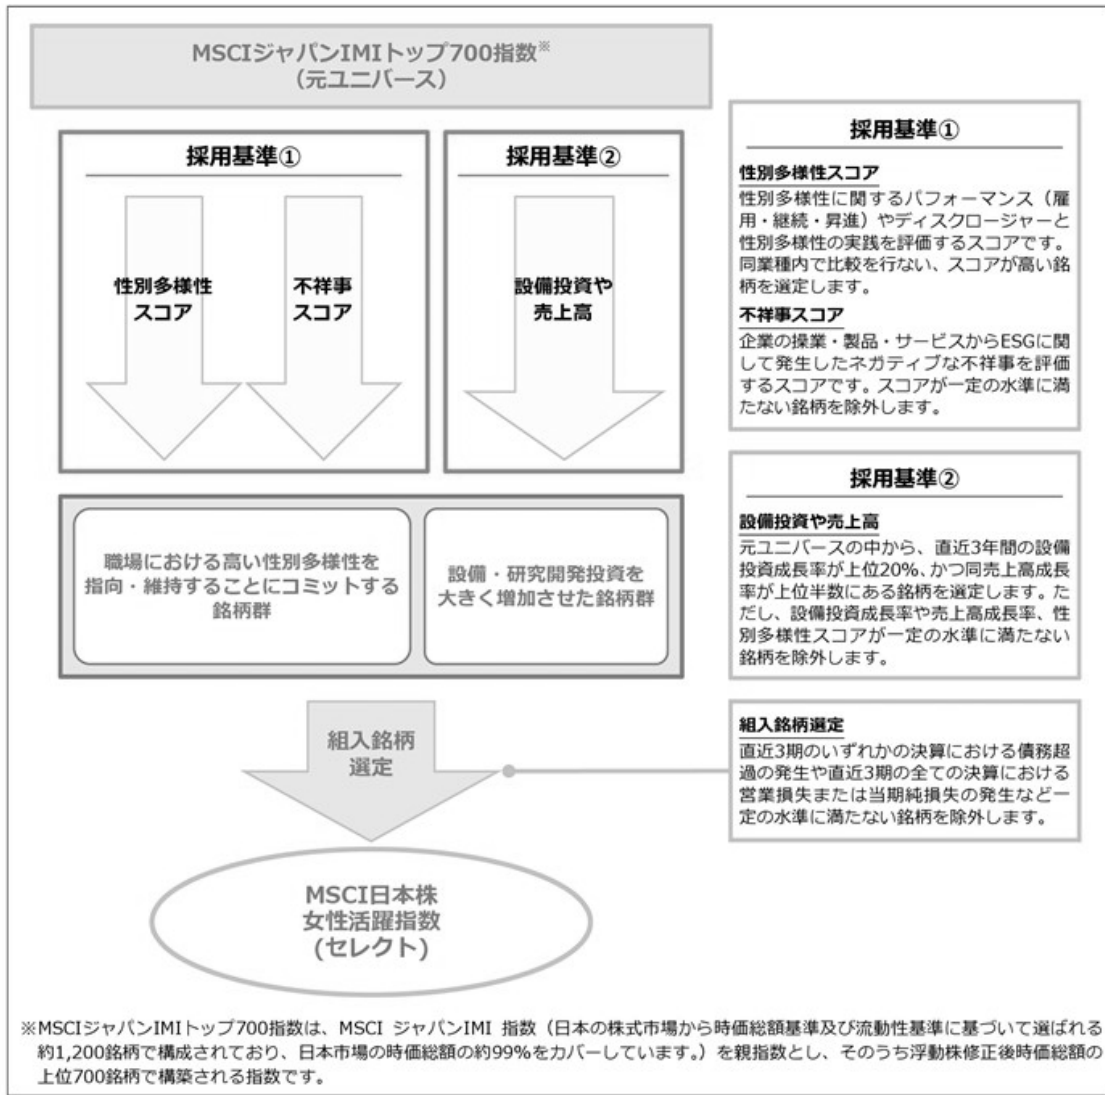 MSCIジャパンIMIトップ700指数※
（元ユニバース）
採用基準①
性別多様性
スコア
不祥事
スコア
採用基準②
設備投資や
売上高
職場における高い性別多様性を
指向・維持することにコミットする
銘柄群
設備・研究開発投資を
大きく増加させた銘柄群
組入銘柄
選定
MSCI日本株
女性活躍指数
(セレクト)
採用基準①
性別多様性スコア
性別多様性に関するパフォーマンス（雇
用・継続・昇進）やディスクロージャーと
性別多様性の実践を評価するスコアです。
同業種内で比較を行ない、スコアが高い銘
柄を選定します。
不祥事スコア
企業の操業・製品・サービスからESGに関
して発生したネガティブな不祥事を評価
するスコアです。スコアが一定の水準に満
たない銘柄を除外します。
採用基準②
設備投資や売上高
元ユニバースの中から、直近3年間の設備
投資成長率が上位20%、かつ同売上高成長
率が上位半数にある銘柄を選定します。た
だし、設備投資成長率や売上高成長率、性
別多様性スコアが一定の水準に満たない
銘柄を除外します。
組入銘柄選定
直近3期のいずれかの決算における債務超
過の発生や直近3期の全ての決算における
営業損失または当期純損失の発生など一
定の水準に満たない銘柄を除外します。
※MSCIジャパンIMIトップ700指数は、MSCI ジャパンIMI 指数（日本の株式市場から時価総額基準及び流動性基準に基づいて選ばれる
約1,200銘柄で構成されており、日本市場の時価総額の約99%をカバーしています。）を親指数とし、そのうち浮動株修正後時価総額の
上位700銘柄で構築される指数です。